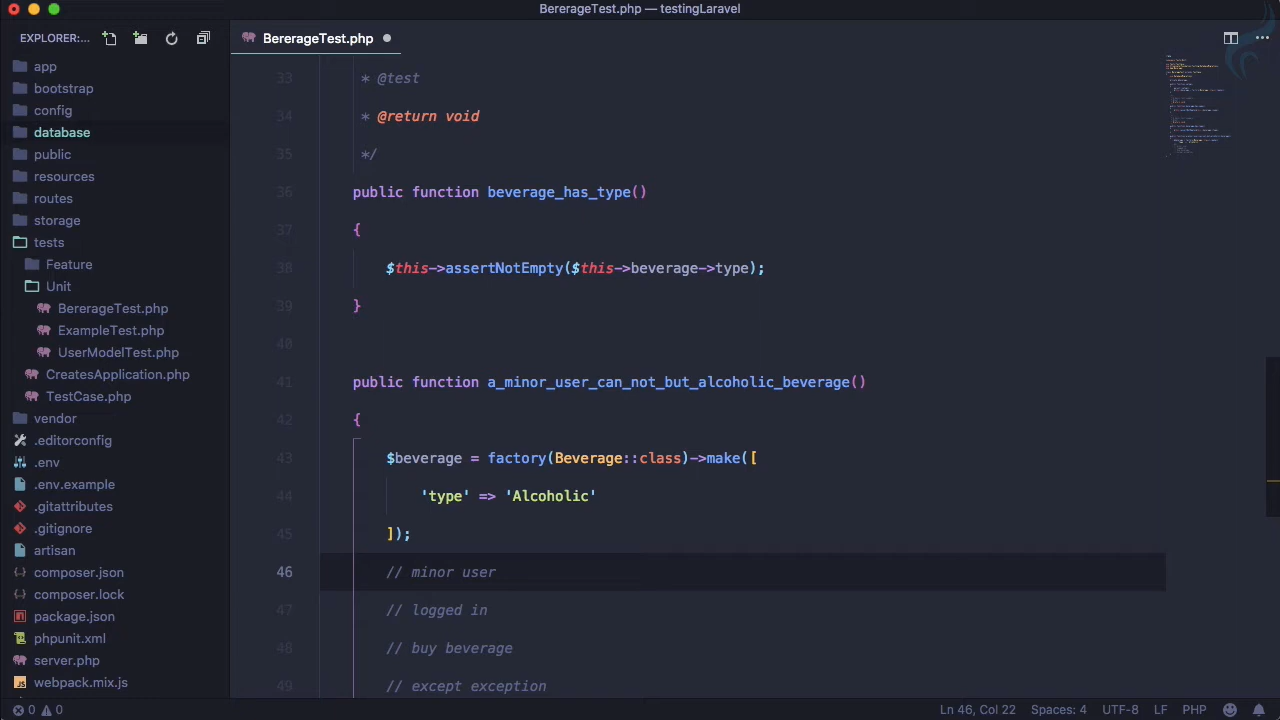 BererageTest.php — testingLaravel
EXPLORER:...
BererageTest.php
app
bootstrap
config
database
public
resources
routes
storage
tests
Feature
Unit
BererageTest.php
ExampleTest.php
UserModelTest.php
CreatesApplication.php
TestCase.php
vendor
.editorconfig
.env
.env.example
.gitattributes
.gitignore
artisan
composer.json
composer.lock
package.json
phpunit.xml
server.php
webpack.mix.js
33 * @test
34 * @return void
35 */
36 public function beverage_has_type()
37 {
38 $this->assertNotEmpty($this->beverage->type);
39 }
40
41 public function a_minor_user_can_not_but_alcoholic_beverage()
42 {
43 $beverage = factory(Beverage::class)->make([
44 'type' => 'Alcoholic'
45 ]);
46 // minor user
47 // logged in
48 // buy beverage
49 // except exception
0 0
Ln 46, Col 22 Spaces: 4 UTF-8 LF PHP